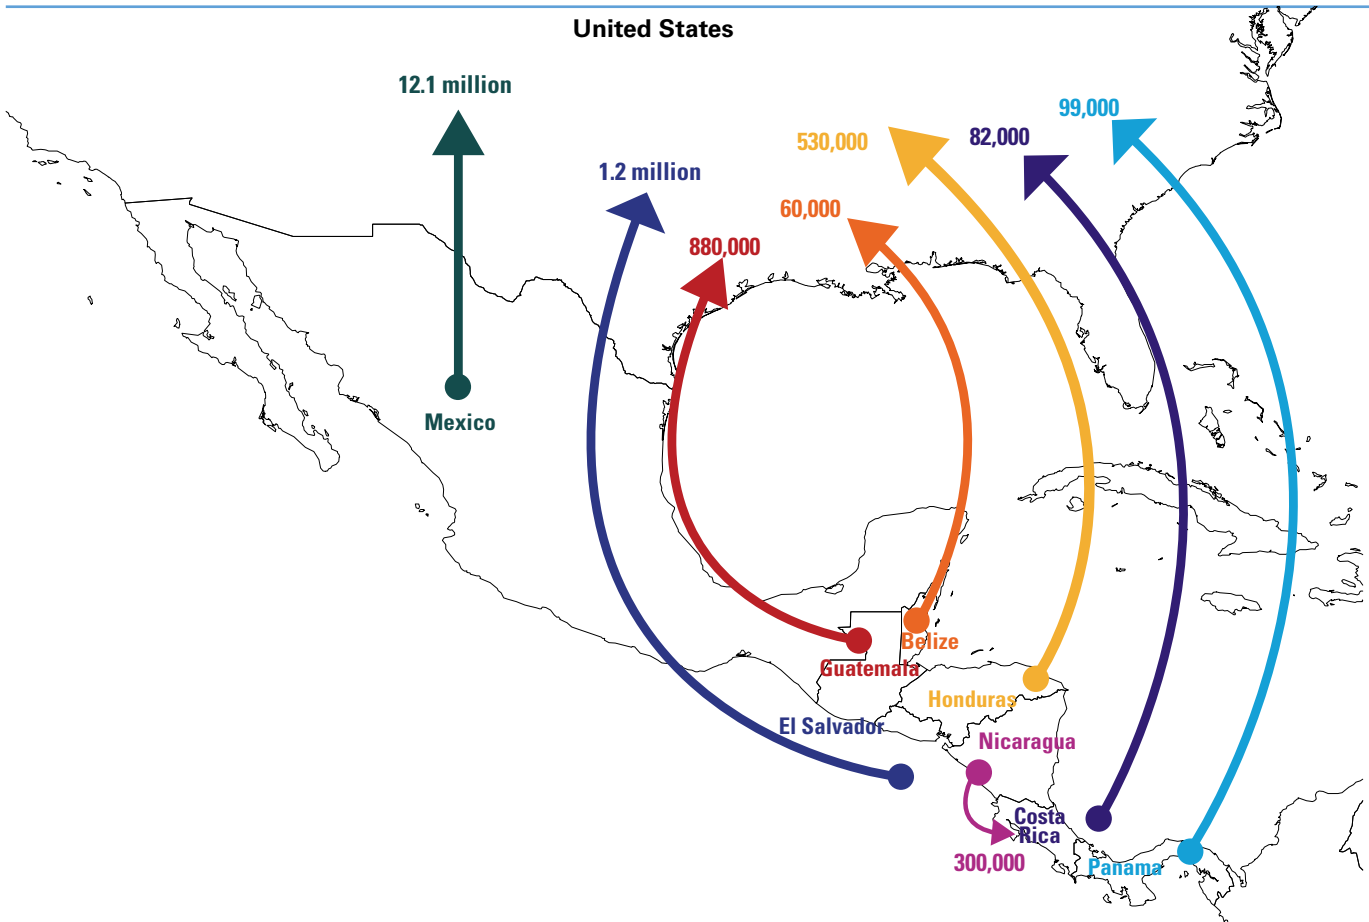 United States
12.1 million
99,000
530,000
82,000
1.2 million
60,000
880,000
Mexico
Belize
Guatemala
Honduras
El Salvador
Nicaragua
Costa
Rica
300,000
Panama